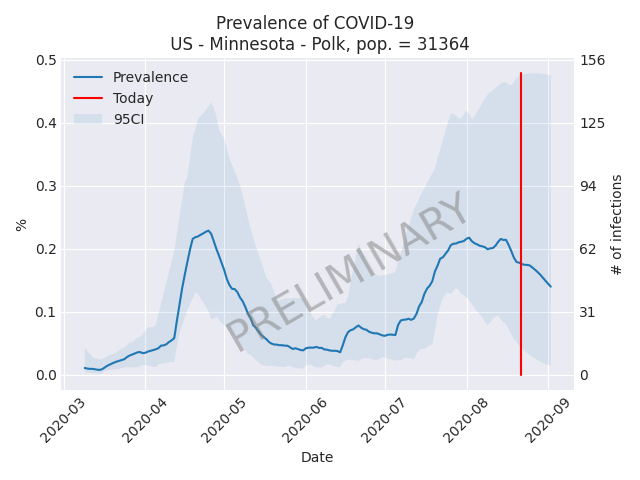 Prevalence of COVID-19
US - Minnesota - Polk, pop. = 31364
Prevalence
Today
95CI
PRELIMINARY
0.5
0.4
0.3
0.2
0.1
0.0
%
156
125
94
62
31
0
# of infections
2020-03
2020-04
2020-05
2020-06
2020-07
2020-08
2020-09
Date